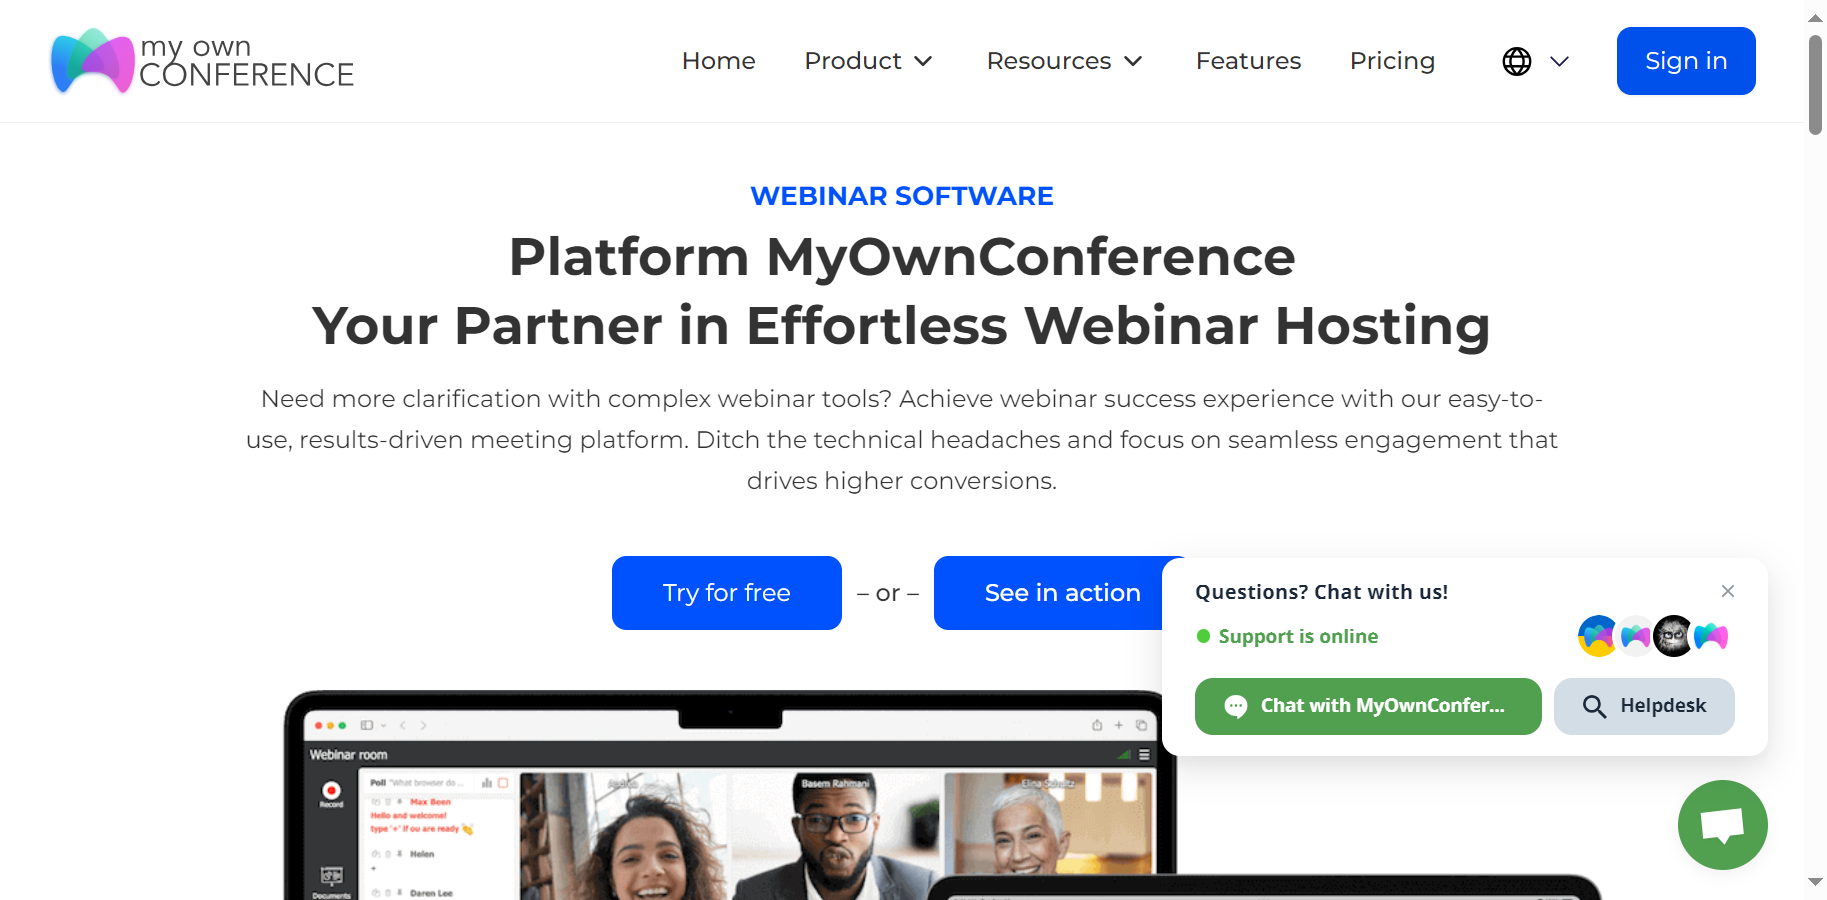 my own
CONFERENCE
Home
Product
Resources
Features
Pricing
Sign in
WEBINAR SOFTWARE
Platform MyOwnConference
Your Partner in Effortless Webinar Hosting
Need more clarification with complex webinar tools? Achieve webinar success experience with our easy-to-
use, results-driven meeting platform. Ditch the technical headaches and focus on seamless engagement that
drives higher conversions.
Try for free
– or –
See in action
Questions? Chat with us!
Support is online
Chat with MyOwnConfer...
Helpdesk
Webinar room
Record
Poll "What browser do ...
Max Been
Hello and welcome!
type '+' if ou are ready 👏
Helen
+
Daren Lee
Documents
Basem Rahmani